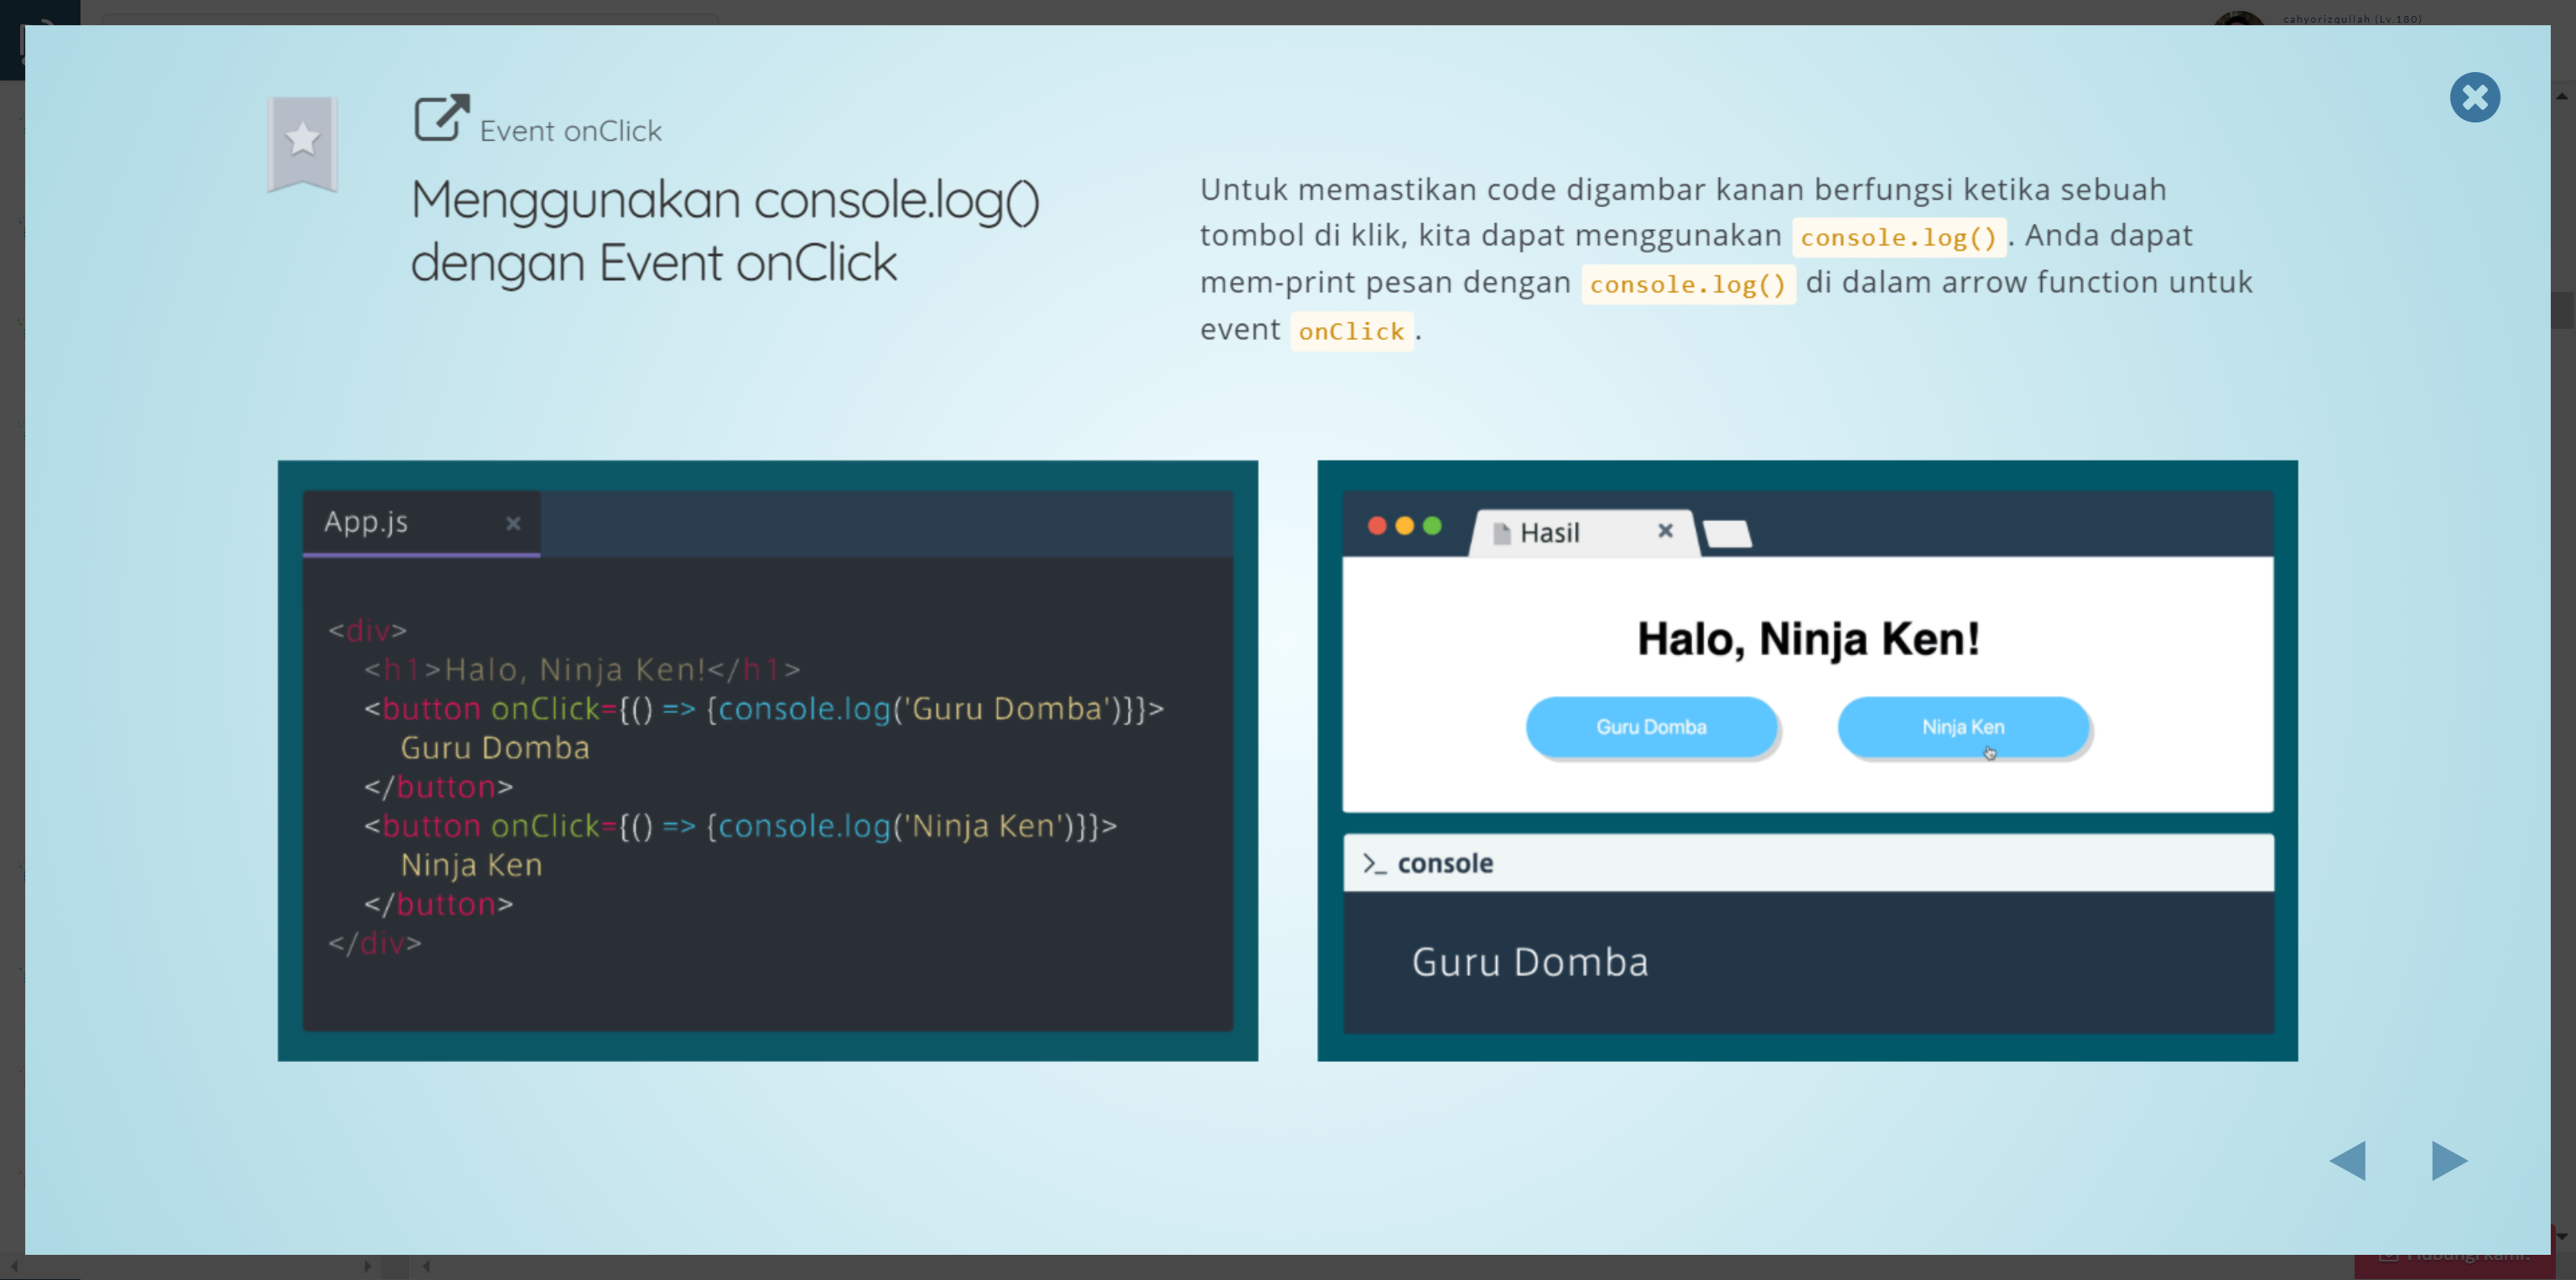 cahyorizqullah (Lv.180)
Event onClick
Menggunakan console.log()
dengan Event onClick
Untuk memastikan code digambar kanan berfungsi ketika sebuah
tombol di klik, kita dapat menggunakan console.log(). Anda dapat
mem-print pesan dengan console.log() di dalam arrow function untuk
event onClick.
App.js
<div>
<h1>Halo, Ninja Ken!</h1>
<button onClick={() => {console.log('Guru Domba')}}>
Guru Domba
</button>
<button onClick={() => {console.log('Ninja Ken')}}>
Ninja Ken
</button>
</div>
Hasil
Halo, Ninja Ken!
Guru Domba
Ninja Ken
>_ console
Guru Domba